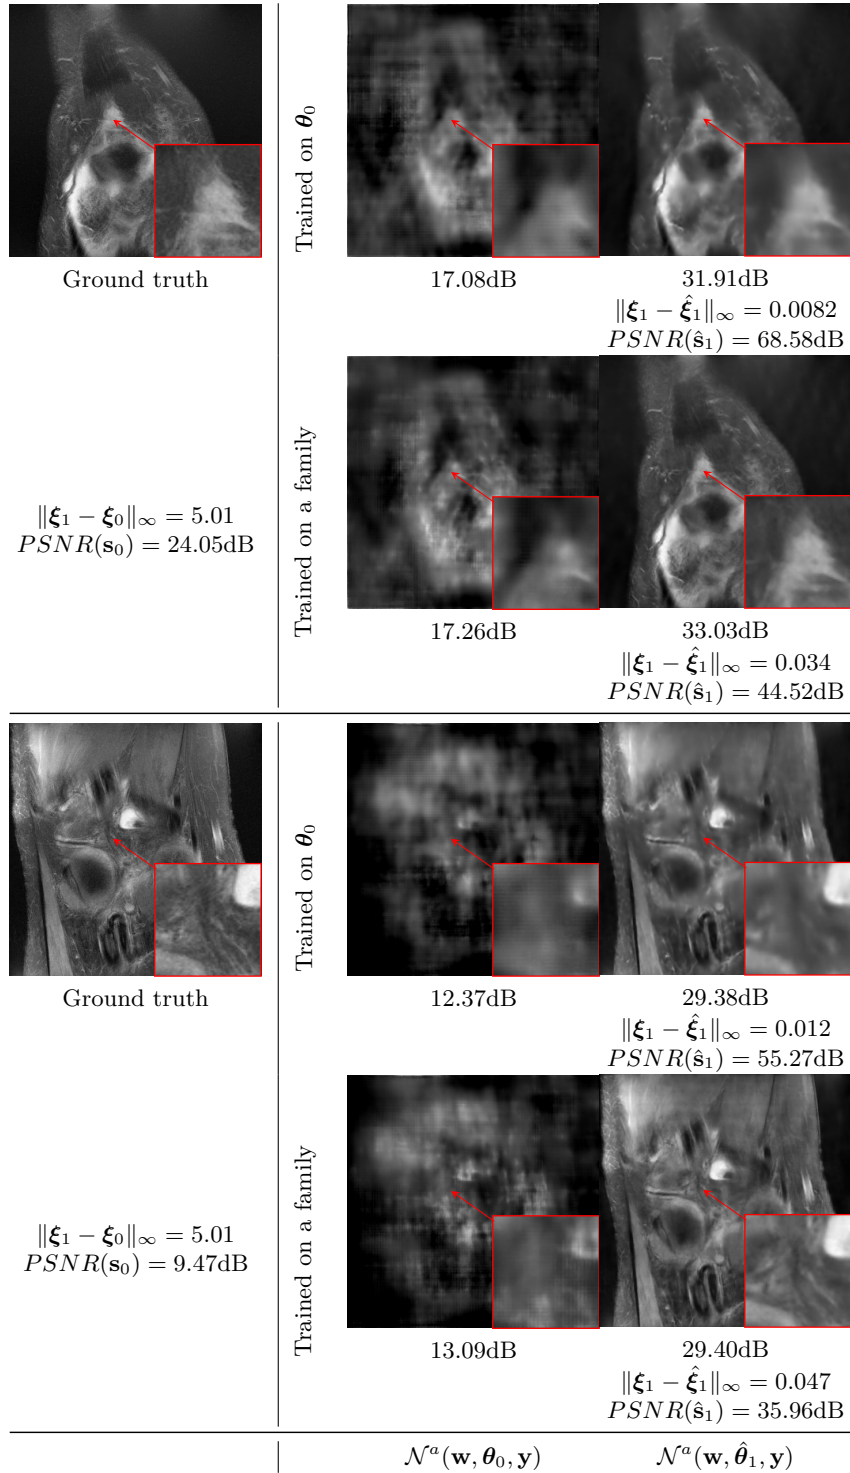 Trained on θ₀
Ground truth
17.08dB
31.91dB
‖ξ₁ − ξ̂₁‖∞ = 0.0082
PSNR(ŝ₁) = 68.58dB
Trained on a family
‖ξ₁ − ξ₀‖∞ = 5.01
PSNR(s₀) = 24.05dB
17.26dB
33.03dB
‖ξ₁ − ξ̂₁‖∞ = 0.034
PSNR(ŝ₁) = 44.52dB
Trained on θ₀
Ground truth
12.37dB
29.38dB
‖ξ₁ − ξ̂₁‖∞ = 0.012
PSNR(ŝ₁) = 55.27dB
Trained on a family
‖ξ₁ − ξ₀‖∞ = 5.01
PSNR(s₀) = 9.47dB
13.09dB
29.40dB
‖ξ₁ − ξ̂₁‖∞ = 0.047
PSNR(ŝ₁) = 35.96dB
𝒩ᵃ(w, θ₀, y)
𝒩ᵃ(w, θ̂₁, y)